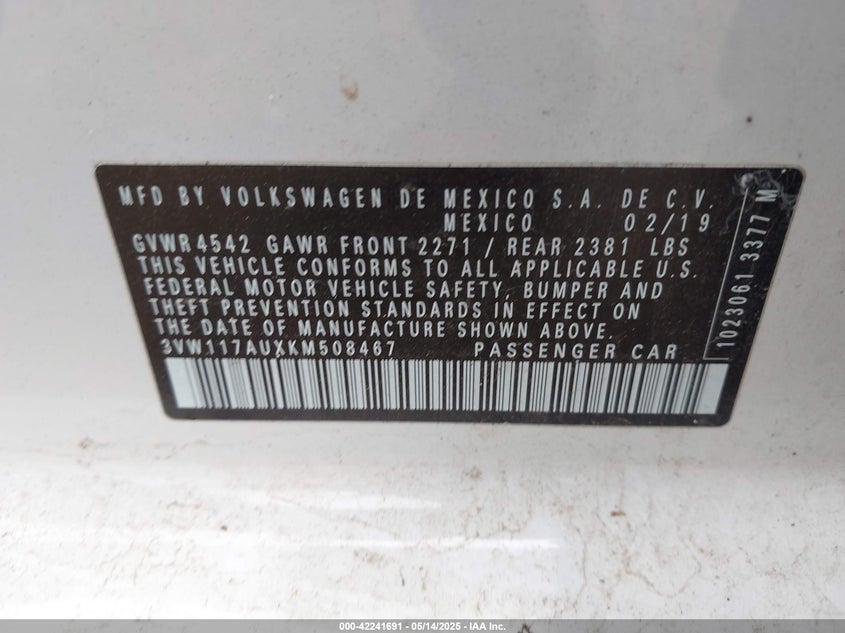 MFD BY VOLKSWAGEN DE MEXICO S.A. DE C.V.
MEXICO 02/19
GVWR 4542 GAWR FRONT 2271 / REAR 2381 LBS
THIS VEHICLE CONFORMS TO ALL APPLICABLE U.S.
FEDERAL MOTOR VEHICLE SAFETY, BUMPER AND
THEFT PREVENTION STANDARDS IN EFFECT ON
THE DATE OF MANUFACTURE SHOWN ABOVE.
3VW117AUXKM508467 PASSENGER CAR
1023061 3377 M
000-42241691 - 05/14/2025 - IAA Inc.